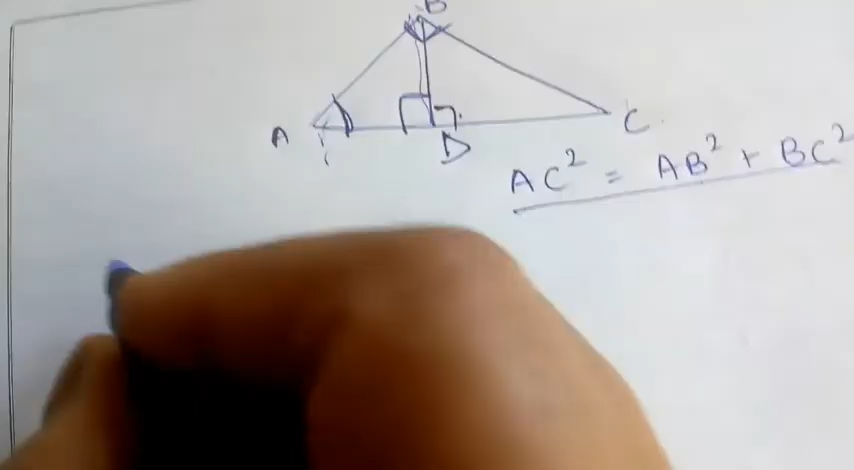 B
A
C
D
AC² = AB² + BC²